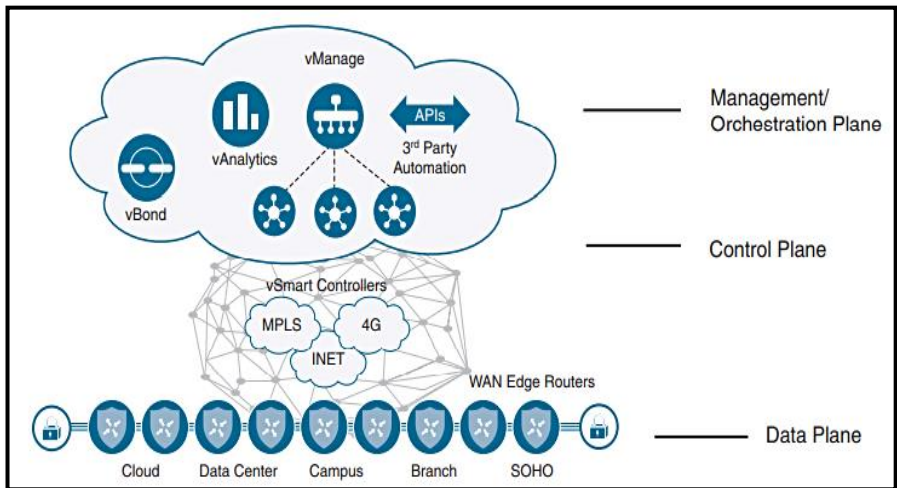 vManage
Management/
Orchestration Plane
APIs
vAnalytics
3rd Party
Automation
vBond
Control Plane
vSmart Controllers
MPLS
4G
INET
WAN Edge Routers
Data Plane
Cloud
Data Center
Campus
Branch
SOHO